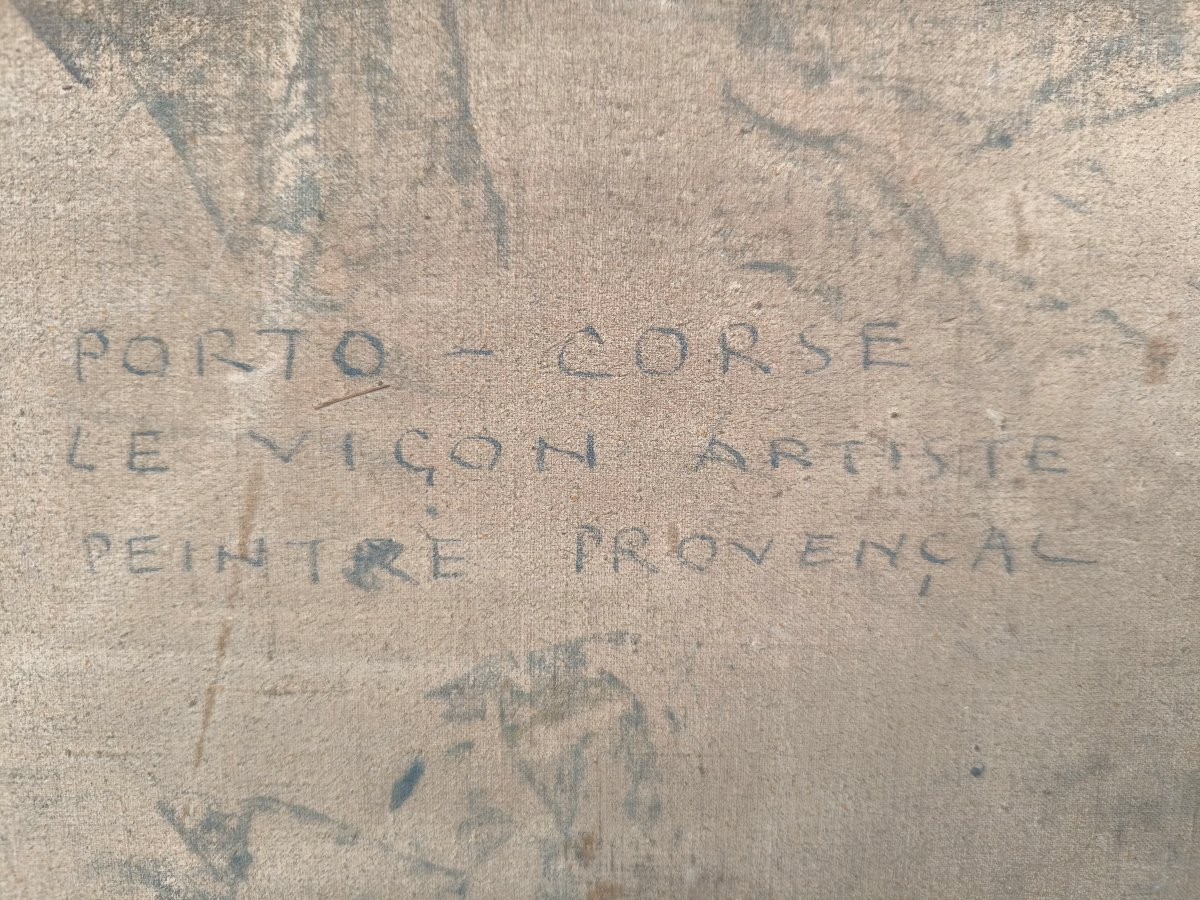 PORTO - CORSE
LE VIÇON ARTISTE
PEINTRE PROVENÇAL